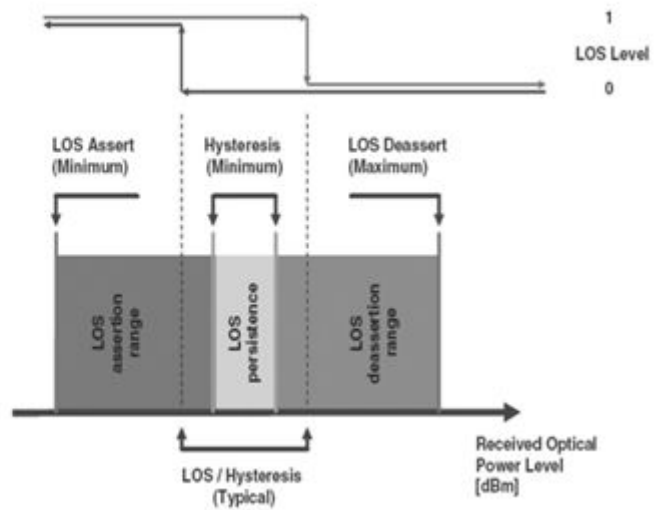 1
LOS Level
0
LOS Assert
(Minimum)
Hysteresis
(Minimum)
LOS Deassert
(Maximum)
LOS
assertion
range
LOS
persistence
LOS
deassertion
range
Received Optical
Power Level
[dBm]
LOS / Hysteresis
(Typical)